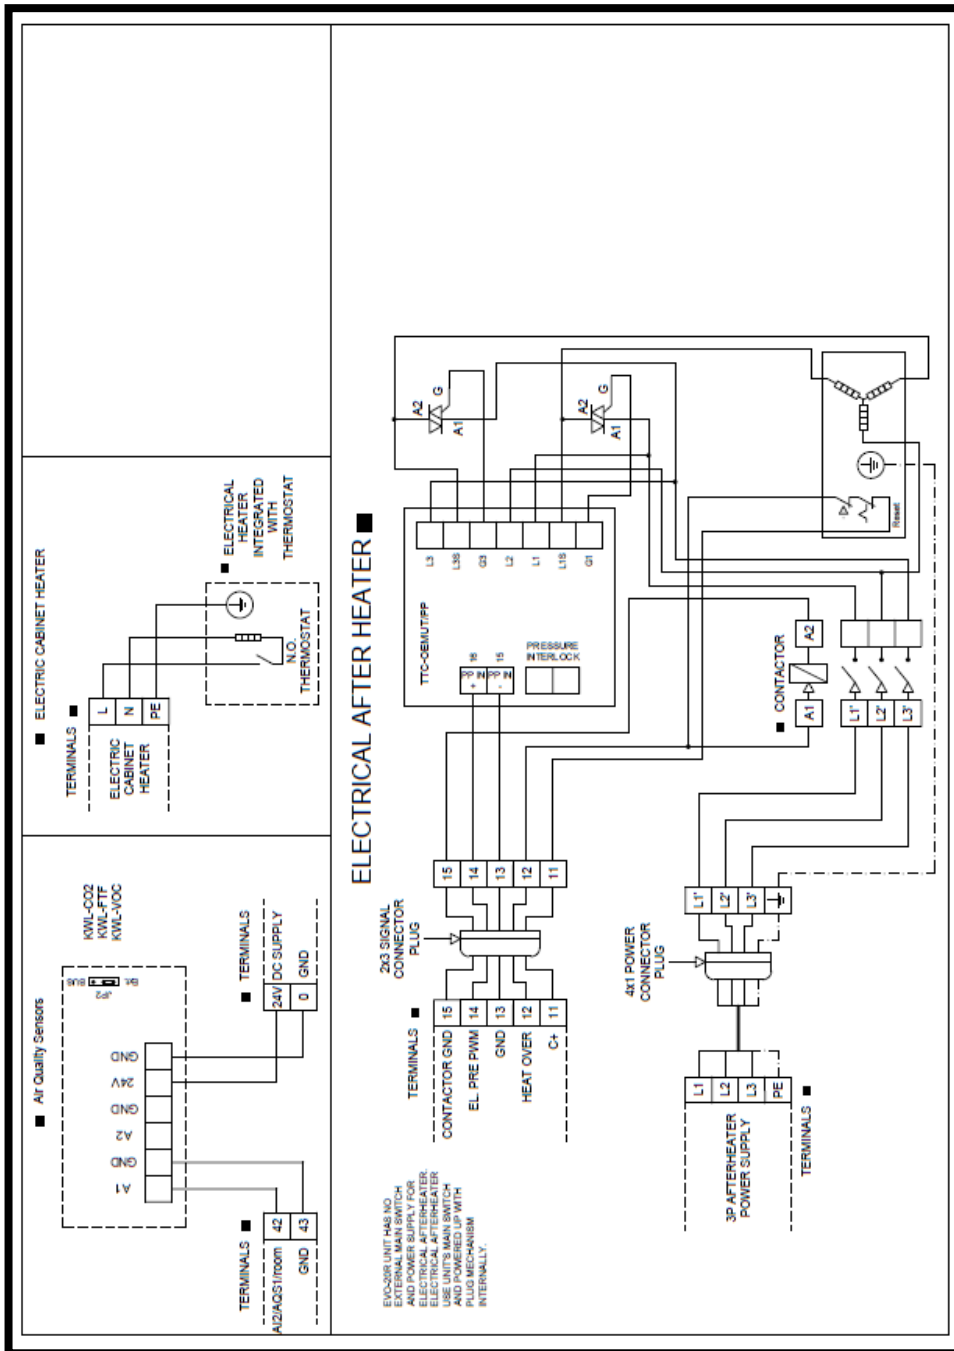 Air Quality Sensors
KWL-CO2
KWL-FTF
KWL-VOC
BUS
JP2
A1
GND
A2
GND
24V
GND
TERMINALS
42
43
AI2/AQS1/room
GND
TERMINALS
24V
0
DC SUPPLY
GND
ELECTRIC CABINET HEATER
TERMINALS
L
N
PE
ELECTRIC
CABINET
HEATER
ELECTRICAL
HEATER
INTEGRATED
WITH
THERMOSTAT
N.O.
THERMOSTAT
ELECTRICAL AFTER HEATER
EVO-20R UNIT HAS NO
EXTERNAL MAIN SWITCH
AND POWER SUPPLY FOR
ELECTRICAL AFTERHEATER.
ELECTRICAL AFTERHEATER
USE UNIT'S MAIN SWITCH
AND POWERED UP WITH
PLUG MECHANISM
INTERNALLY.
TERMINALS
CONTACTOR GND
EL. PRE PWM
GND
HEAT OVER
C+
15
14
13
12
11
2x3 SIGNAL
CONNECTOR
PLUG
15
14
13
12
11
TTC-OEMUT/PP
L3
L3S
G3
L2
L1
L1S
G1
16
15
PP IN
+
PP IN
-
PRESSURE
INTERLOCK
A2
G
A1
A2
G
A1
Reset
CONTACTOR
A1
A2
L1'
L2'
L3'
3P AFTERHEATER
POWER SUPPLY
L1
L2
L3
PE
TERMINALS
4x1 POWER
CONNECTOR
PLUG
L1'
L2'
L3'